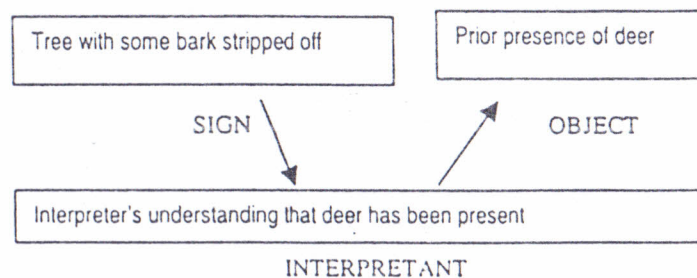 Tree with some bark stripped off
Prior presence of deer
SIGN
OBJECT
Interpreter's understanding that deer has been present
INTERPRETANT